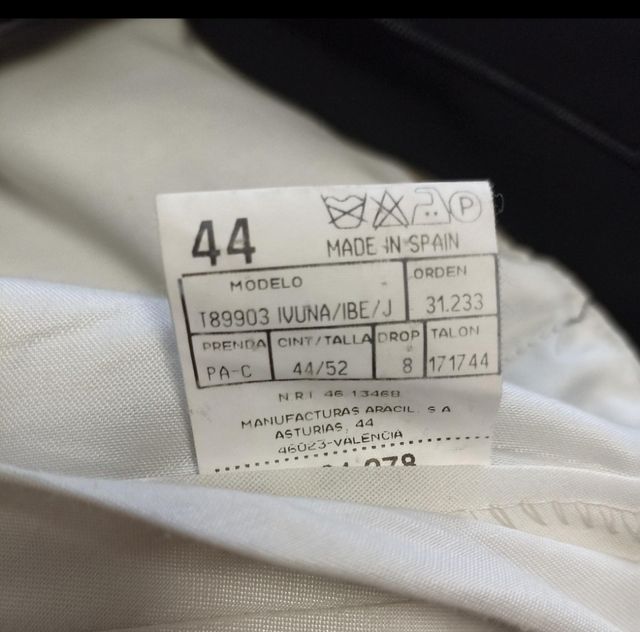 44
P
MADE IN SPAIN
MODELO
ORDEN
T89903 IVUNA/IBE/J
31.233
PRENDA CINT/TALLA DROP TALON
PA-C 44/52 8 171744
N.R.I. 46 13468
MANUFACTURAS ARACIL. S A
ASTURIAS, 44
46023-VALENCIA
278